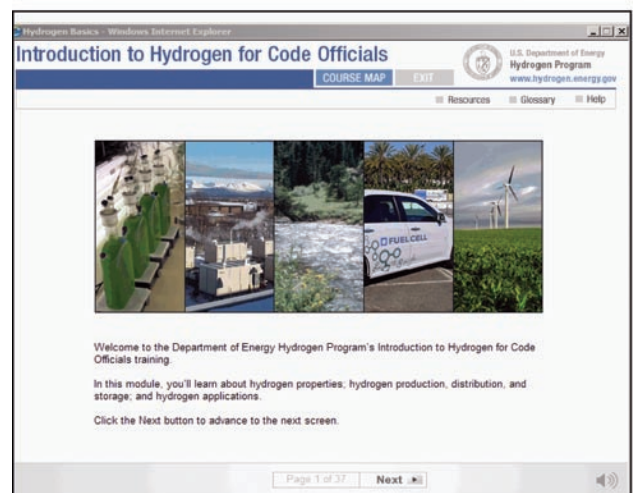 Hydrogen Basics - Windows Internet Explorer
Introduction to Hydrogen for Code Officials
COURSE MAP
EXIT
U.S. Department of Energy
Hydrogen Program
www.hydrogen.energy.gov
Resources
Glossary
Help
FUEL CELL
Welcome to the Department of Energy Hydrogen Program's Introduction to Hydrogen for Code
Officials training.
In this module, you'll learn about hydrogen properties; hydrogen production, distribution, and
storage; and hydrogen applications.
Click the Next button to advance to the next screen.
Page 1 of 37
Next